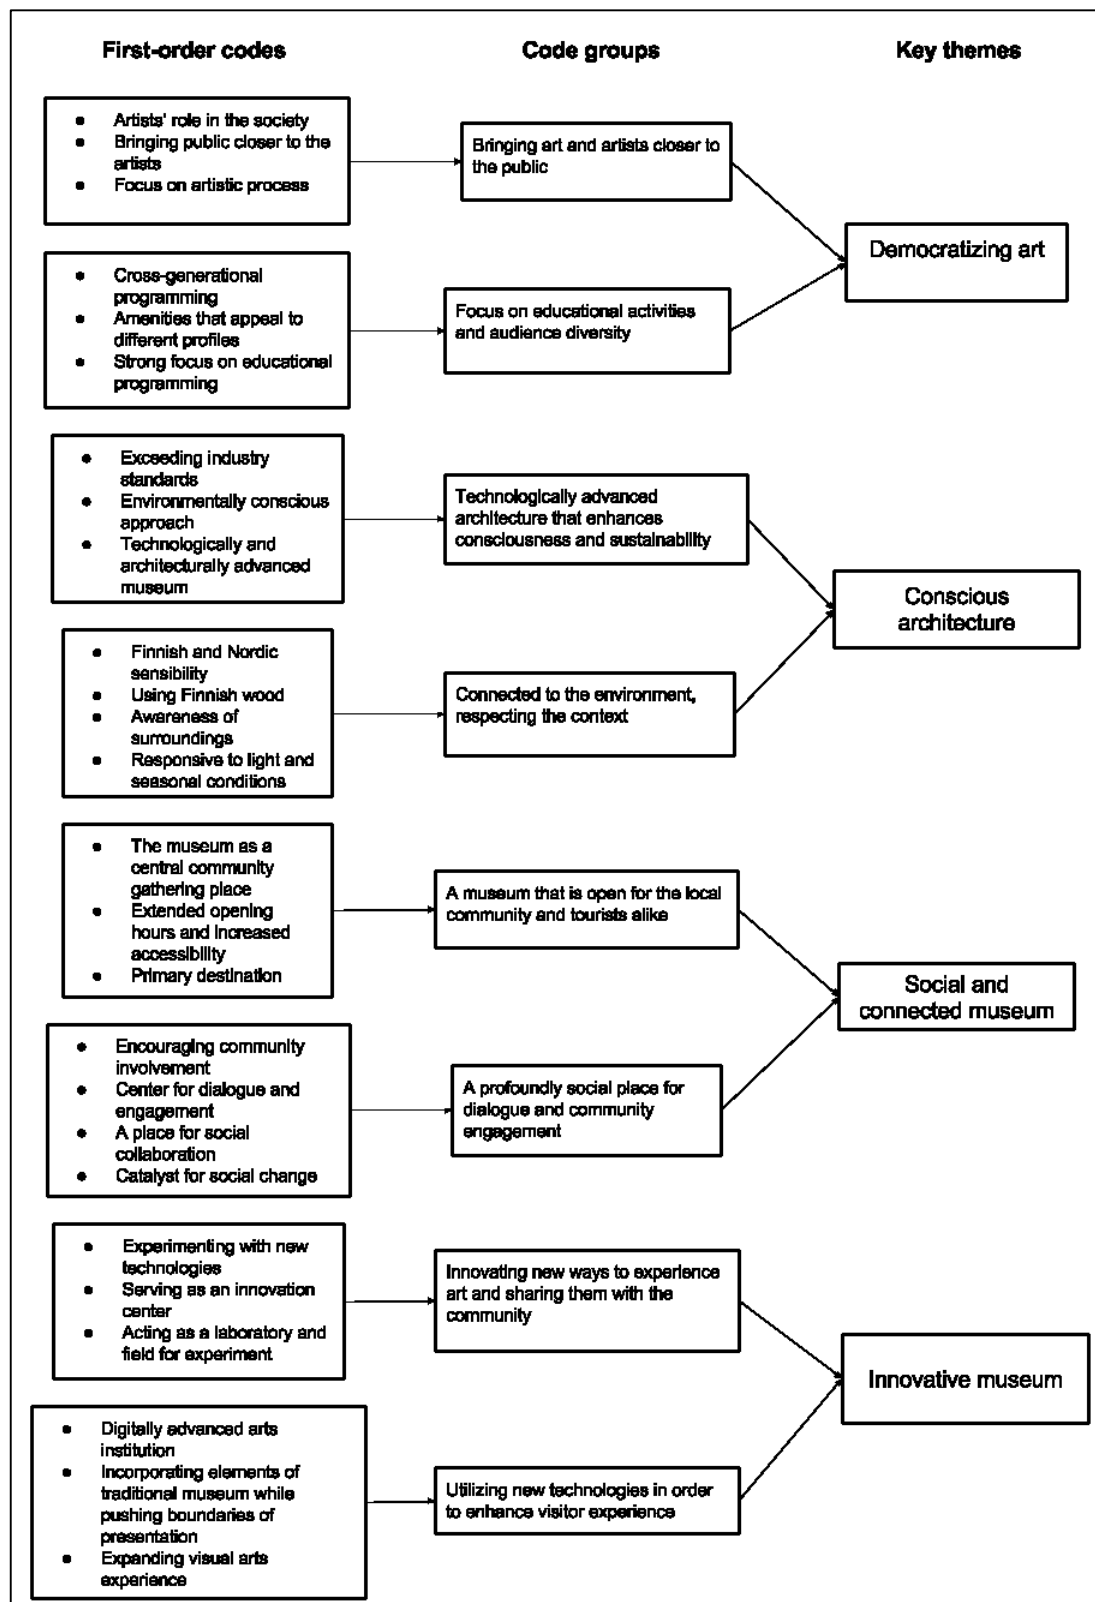 First-order codes
Code groups
Key themes
● Artists' role in the society
● Bringing public closer to the
artists
● Focus on artistic process
Bringing art and artists closer to
the public
Democratizing art
● Cross-generational
programming
● Amenities that appeal to
different profiles
● Strong focus on educational
programming
Focus on educational activities
and audience diversity
● Exceeding industry
standards
● Environmentally conscious
approach
● Technologically and
architecturally advanced
museum
Technologically advanced
architecture that enhances
consciousness and sustainability
Conscious
architecture
● Finnish and Nordic
sensibility
● Using Finnish wood
● Awareness of
surroundings
● Responsive to light and
seasonal conditions
Connected to the environment,
respecting the context
● The museum as a
central community
gathering place
● Extended opening
hours and increased
accessibility
● Primary destination
A museum that is open for the local
community and tourists alike
Social and
connected museum
● Encouraging community
involvement
● Center for dialogue and
engagement
● A place for social
collaboration
● Catalyst for social change
A profoundly social place for
dialogue and community
engagement
● Experimenting with new
technologies
● Serving as an innovation
center
● Acting as a laboratory and
field for experiment
Innovating new ways to experience
art and sharing them with the
community
Innovative museum
● Digitally advanced arts
institution
● Incorporating elements of
traditional museum while
pushing boundaries of
presentation
● Expanding visual arts
experience
Utilizing new technologies in order
to enhance visitor experience